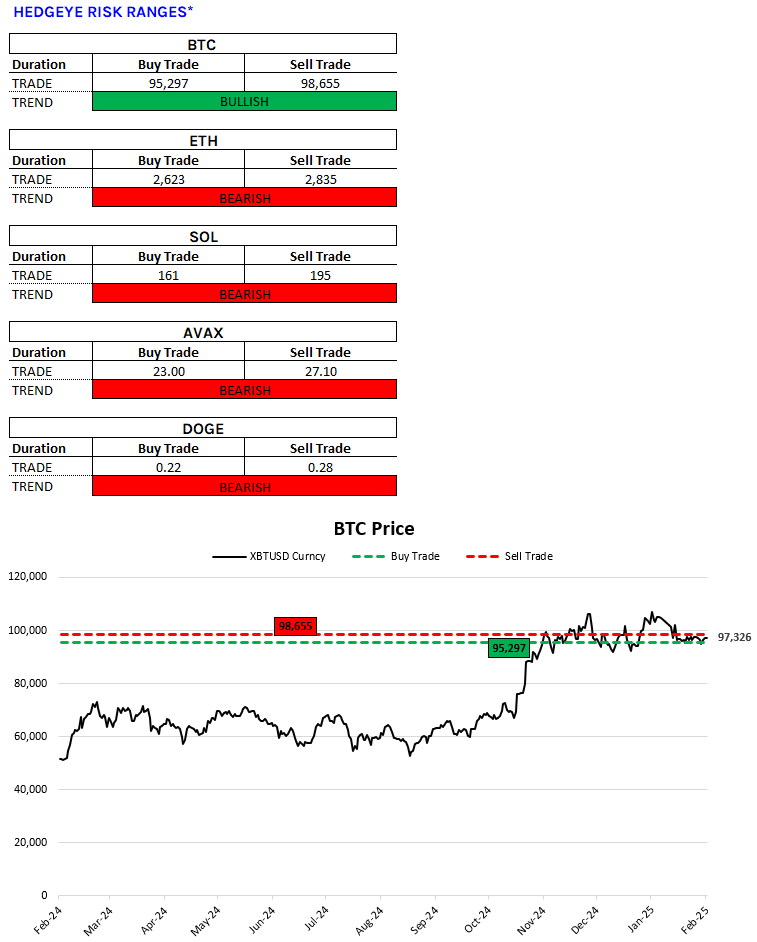 HEDGEYE RISK RANGES*
BTC
Duration Buy Trade Sell Trade
TRADE 95,297 98,655
TREND BULLISH
ETH
Duration Buy Trade Sell Trade
TRADE 2,623 2,835
TREND BEARISH
SOL
Duration Buy Trade Sell Trade
TRADE 161 195
TREND BEARISH
AVAX
Duration Buy Trade Sell Trade
TRADE 23.00 27.10
TREND BEARISH
DOGE
Duration Buy Trade Sell Trade
TRADE 0.22 0.28
TREND BEARISH
BTC Price
XBTUSD Curncy Buy Trade Sell Trade
120,000
98,655
100,000
97,326
95,297
80,000
60,000
40,000
20,000
0
Feb-24 Mar-24 Apr-24 May-24 Jun-24 Jul-24 Aug-24 Sep-24 Oct-24 Nov-24 Dec-24 Jan-25 Feb-25